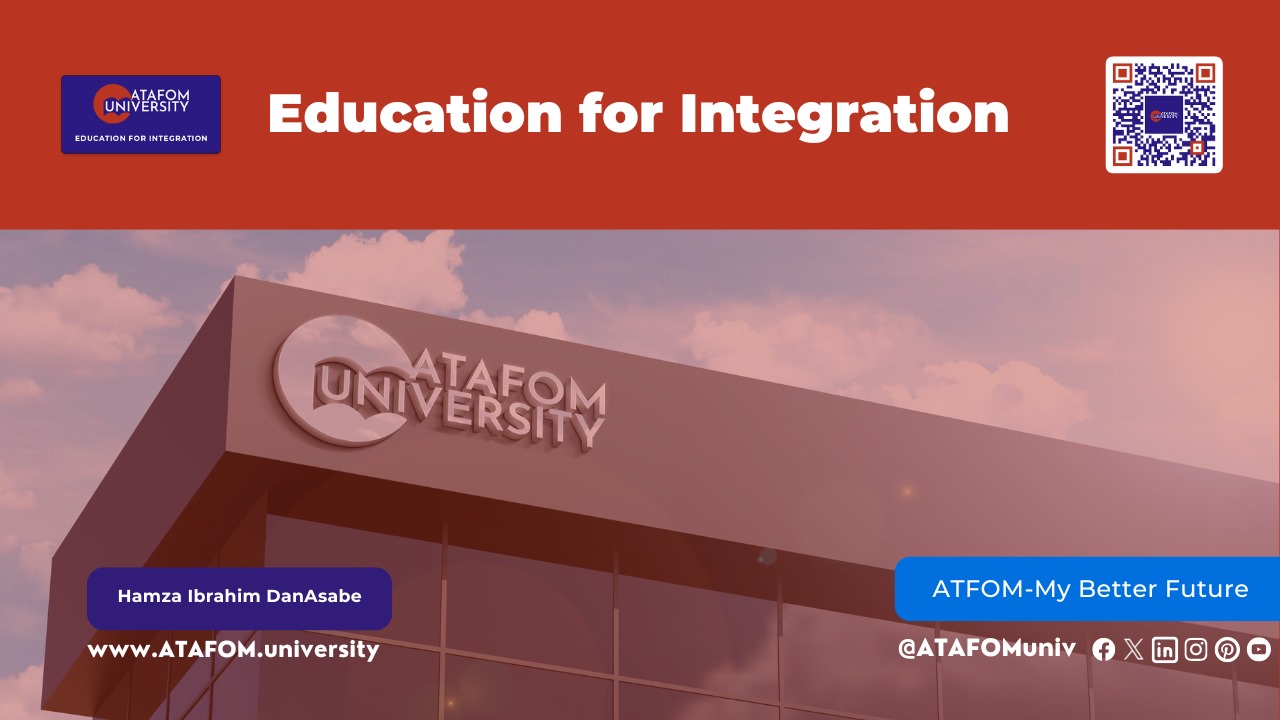 ATAFOM
UNIVERSITY
EDUCATION FOR INTEGRATION
Education for Integration
ATAFOM
UNIVERSITY
Hamza Ibrahim DanAsabe
www.ATAFOM.university
ATFOM-My Better Future
@ATAFOMuniv